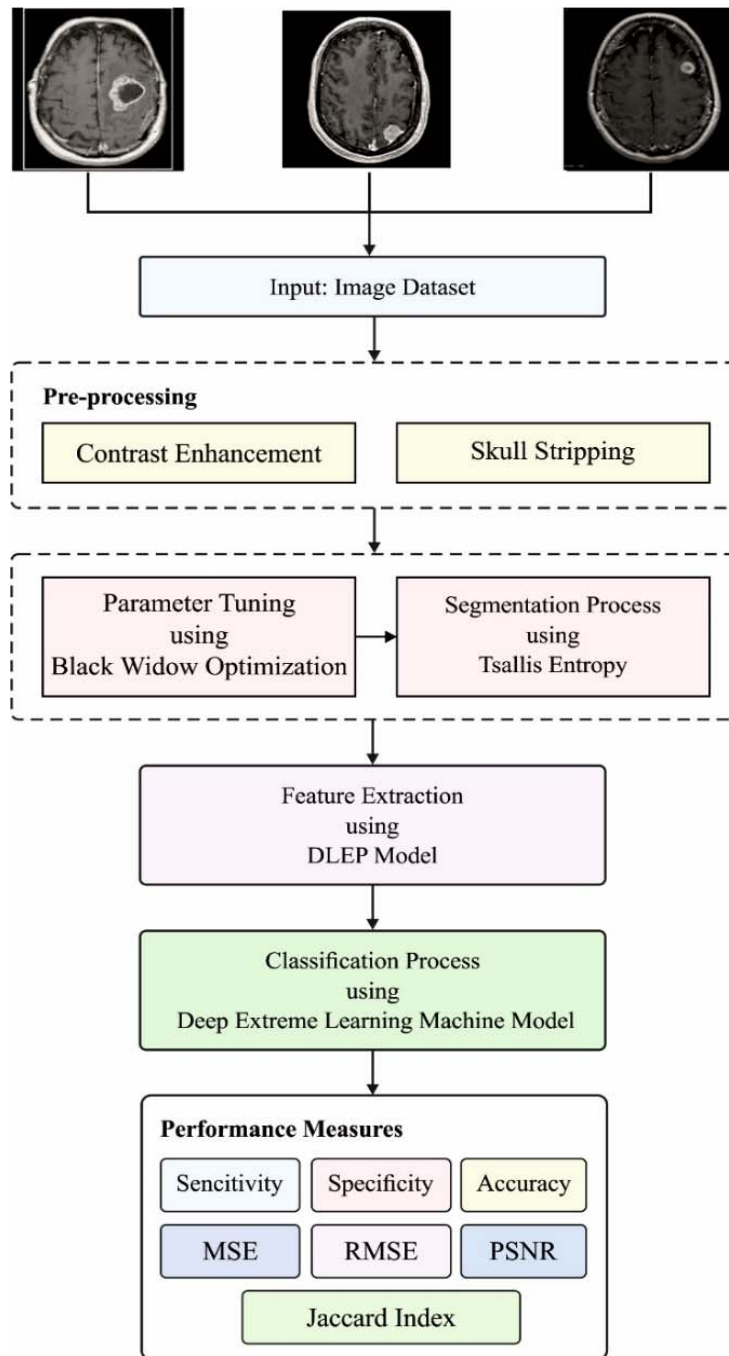 Input: Image Dataset
Pre-processing
Contrast Enhancement
Skull Stripping
Parameter Tuning
using
Black Widow Optimization
Segmentation Process
using
Tsallis Entropy
Feature Extraction
using
DLEP Model
Classification Process
using
Deep Extreme Learning Machine Model
Performance Measures
Sencitivity
Specificity
Accuracy
MSE
RMSE
PSNR
Jaccard Index